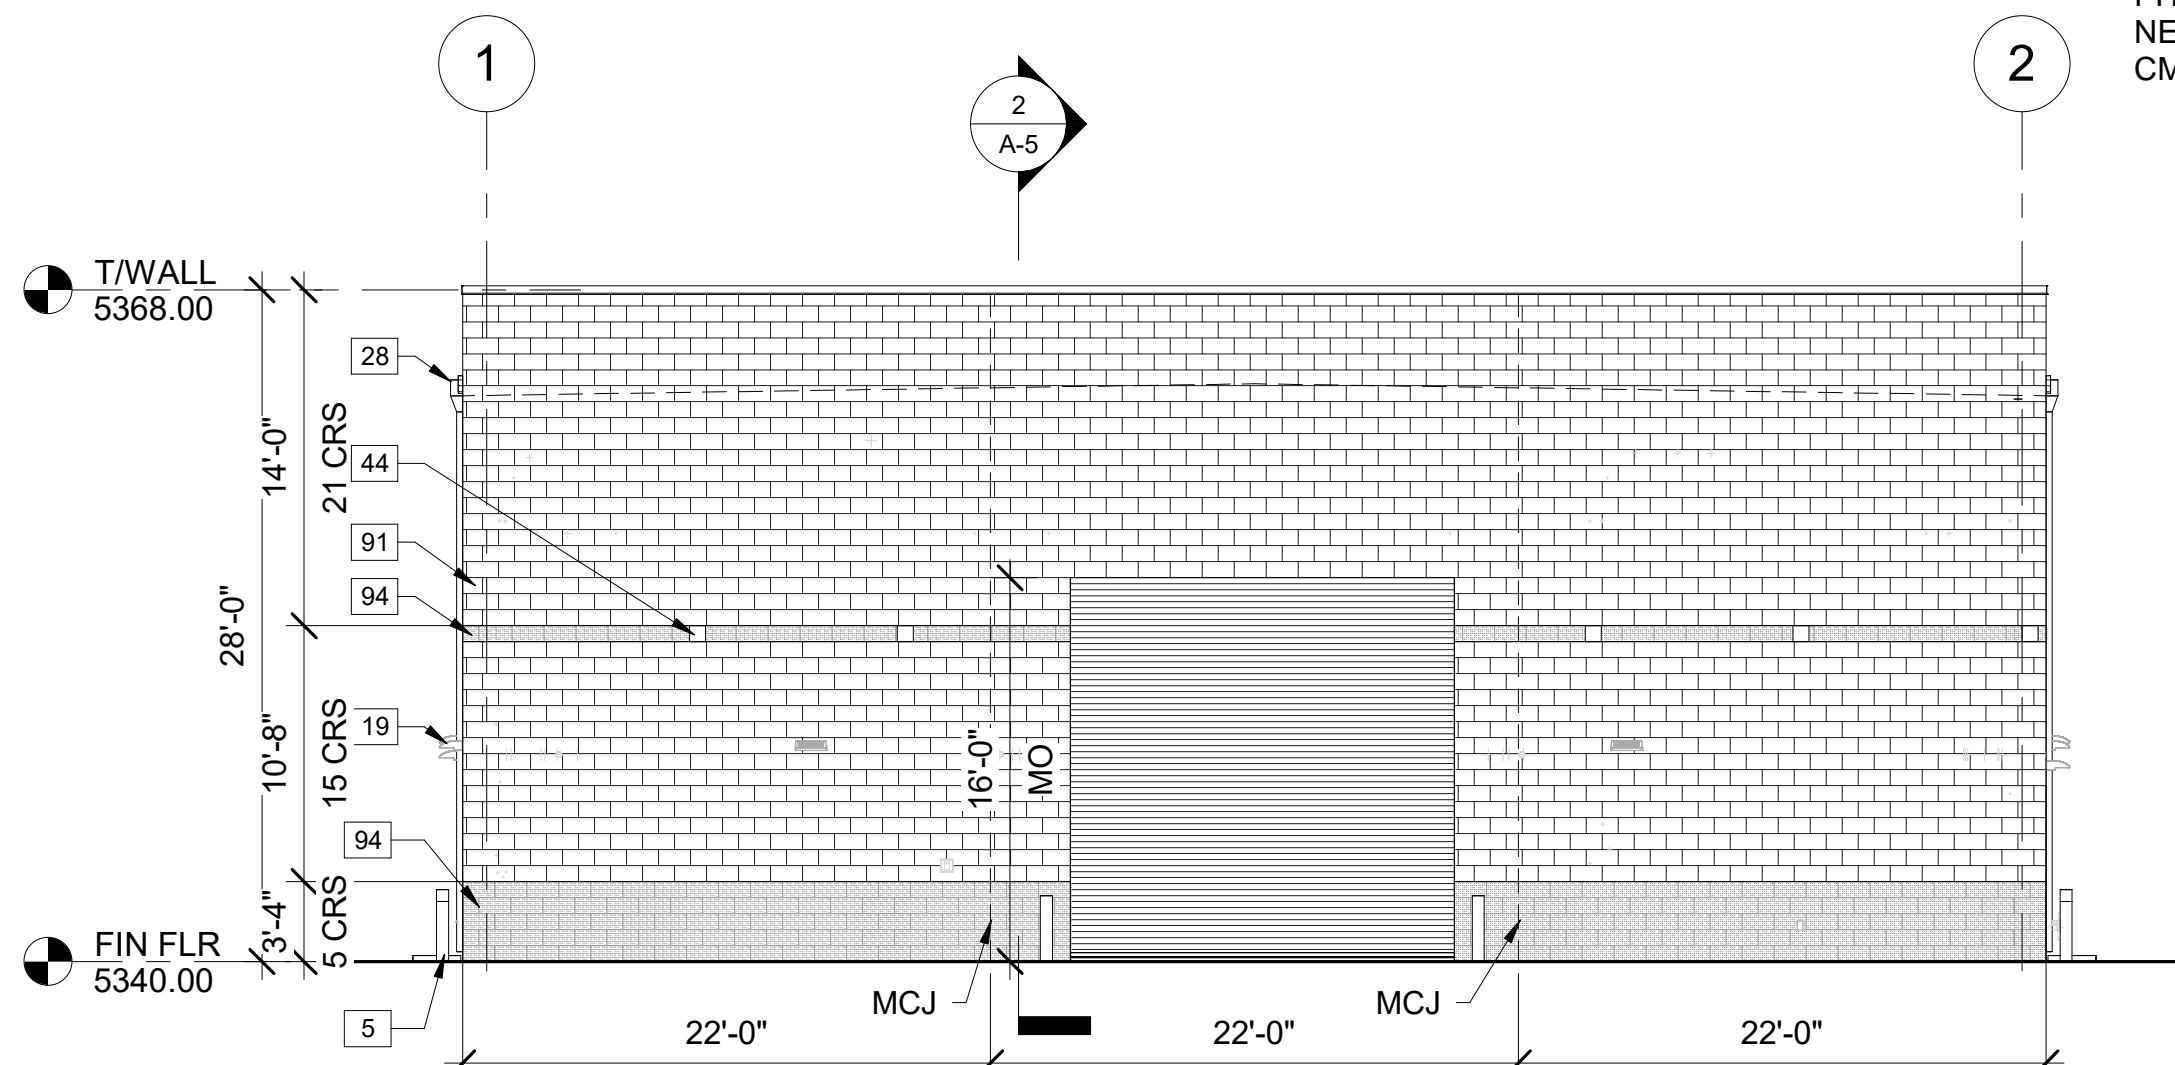 1
2
2
A-5
NE
CM
T/WALL
5368.00
28
44
91
94
19
94
5
14'-0"
21 CRS
28'-0"
10'-8"
15 CRS
3'-4"
5 CRS
16'-0"
MO
FIN FLR
5340.00
MCJ
MCJ
22'-0"
22'-0"
22'-0"